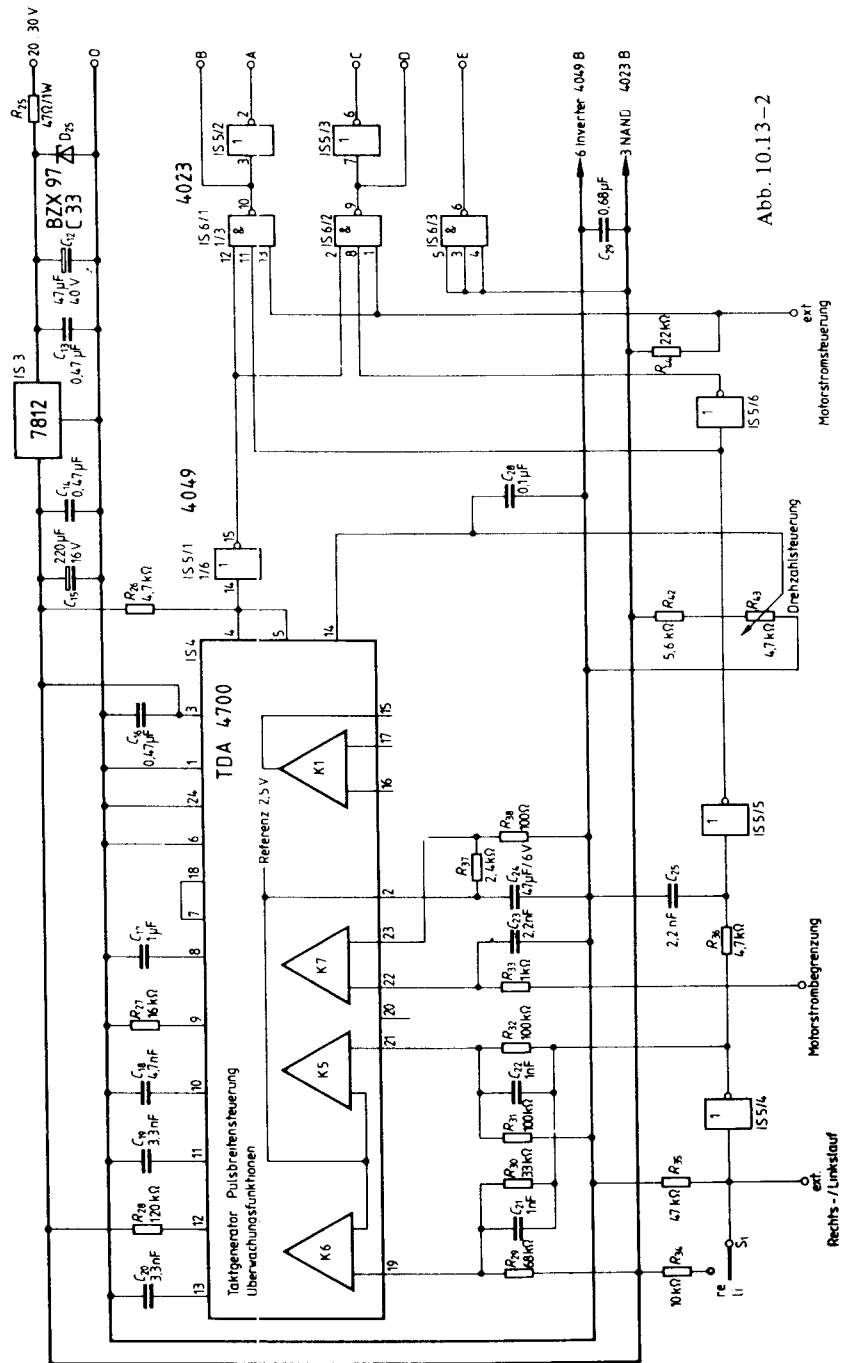 20...30V
R25
47Ω/1W
D25
0
BZX 97
C 33
C12
47µF
40V
C13
0,47µF
IS 3
7812
C14
0,47µF
C15
220µF
16V
R26
4,7kΩ
B
A
C
D
E
4023
IS 5/2
1
3
2
IS 6/1
1/3
&
12
11
13
10
IS 5/3
1
7
6
IS 6/2
&
2
8
1
9
IS 6/3
&
5
3
4
6
6 Inverter 4049 B
3 NAND 4023 B
C29
0,68µF
Abb. 10.13-2
4049
IS 5/1
1/6
1
14
15
IS 4
4
5
14
TDA 4700
Taktgenerator Pulsbreitensteuerung
Überwachungsfunktionen
Referenz 2,5V
C16
0,47µF
3
1
24
6
18
7
8
9
10
11
12
13
C17
1µF
R27
16kΩ
C18
4,7nF
C19
3,3nF
R28
120kΩ
C20
3,3nF
K1
K7
K5
K6
15
17
16
2
23
22
20
21
19
C28
0,1µF
R44
22kΩ
ext
Motorstromsteuerung
1
IS 5/6
R42
5,6kΩ
R43
4,7kΩ
Drehzahlsteuerung
R38
100Ω
R37
2,4kΩ
C24
47µF/6V
C23
2,2nF
R33
1kΩ
R32
100kΩ
C22
1nF
R31
100kΩ
R30
33kΩ
C21
1nF
R29
68kΩ
1
IS 5/5
C25
2,2nF
R36
4,7kΩ
Motorstrombegrenzung
1
IS 5/4
R35
47kΩ
ext.
Rechts-/Linkslauf
R34
10kΩ
S1
re
li